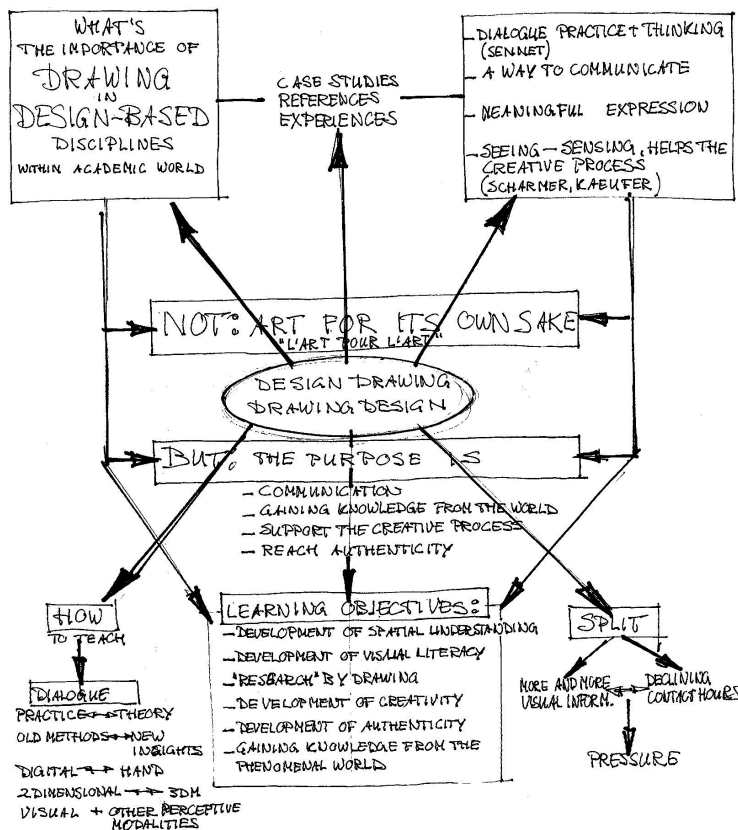 WHAT'S
THE IMPORTANCE OF
DRAWING
IN
DESIGN-BASED
DISCIPLINES
WITHIN ACADEMIC WORLD
CASE STUDIES
REFERENCES
EXPERIENCES
- DIALOGUE PRACTICE + THINKING
(SENNET)
- A WAY TO COMMUNICATE
- MEANINGFUL EXPRESSION
- SEEING - SENSING, HELPS THE
CREATIVE PROCESS
(SCHARMER, KAEUFER)
NOT: ART FOR ITS OWN SAKE
"L'ART POUR L'ART"
DESIGN DRAWING
DRAWING DESIGN
BUT: THE PURPOSE IS
- COMMUNICATION
- GAINING KNOWLEDGE FROM THE WORLD
- SUPPORT THE CREATIVE PROCESS
- REACH AUTHENTICITY
HOW
TO TEACH
DIALOGUE
PRACTICE ↔ THEORY
OLD METHODS ↔ NEW
INSIGHTS
DIGITAL ↔ HAND
2DIMENSIONAL ↔ 3DM
VISUAL + OTHER PERCEPTIVE
MODALITIES
LEARNING OBJECTIVES:
- DEVELOPMENT OF SPATIAL UNDERSTANDING
- DEVELOPMENT OF VISUAL LITERACY
- "RESEARCH" BY DRAWING
- DEVELOPMENT OF CREATIVITY
- DEVELOPMENT OF AUTHENTICITY
- GAINING KNOWLEDGE FROM THE
PHENOMENAL WORLD
SPLIT
MORE AND MORE
VISUAL INFORM. ↔ DECLINING
CONTACT HOURS
PRESSURE